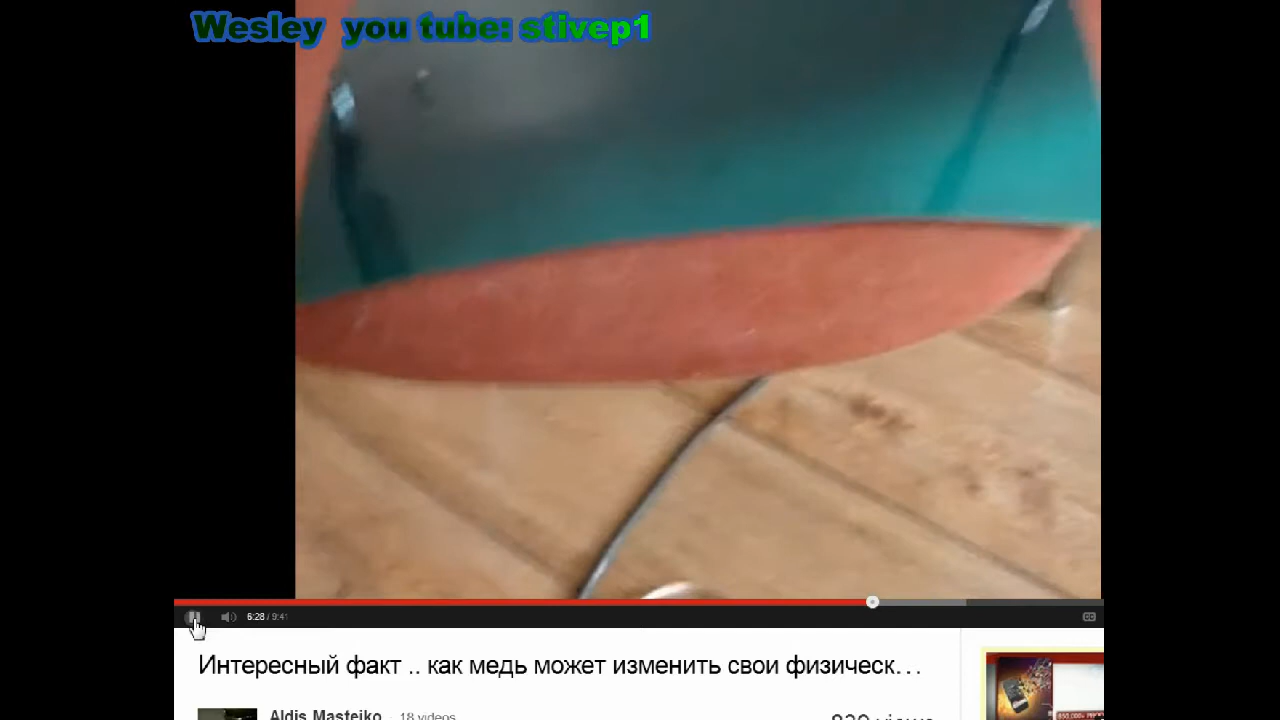 Wesley you tube: stivep1
6:28 / 9:41
CC
Интересный факт .. как медь может изменить свои физическ...
Aldis Masteiko · 18 videos